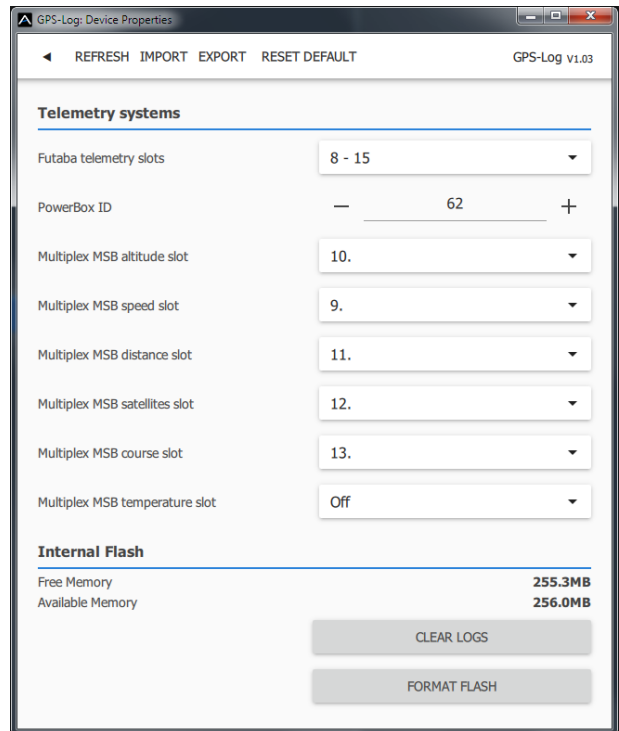 GPS-Log: Device Properties
◄ REFRESH IMPORT EXPORT RESET DEFAULT GPS-Log V1.03
Telemetry systems
Futaba telemetry slots 8 - 15
PowerBox ID — 62 +
Multiplex MSB altitude slot 10.
Multiplex MSB speed slot 9.
Multiplex MSB distance slot 11.
Multiplex MSB satellites slot 12.
Multiplex MSB course slot 13.
Multiplex MSB temperature slot Off
Internal Flash
Free Memory 255.3MB
Available Memory 256.0MB
CLEAR LOGS
FORMAT FLASH